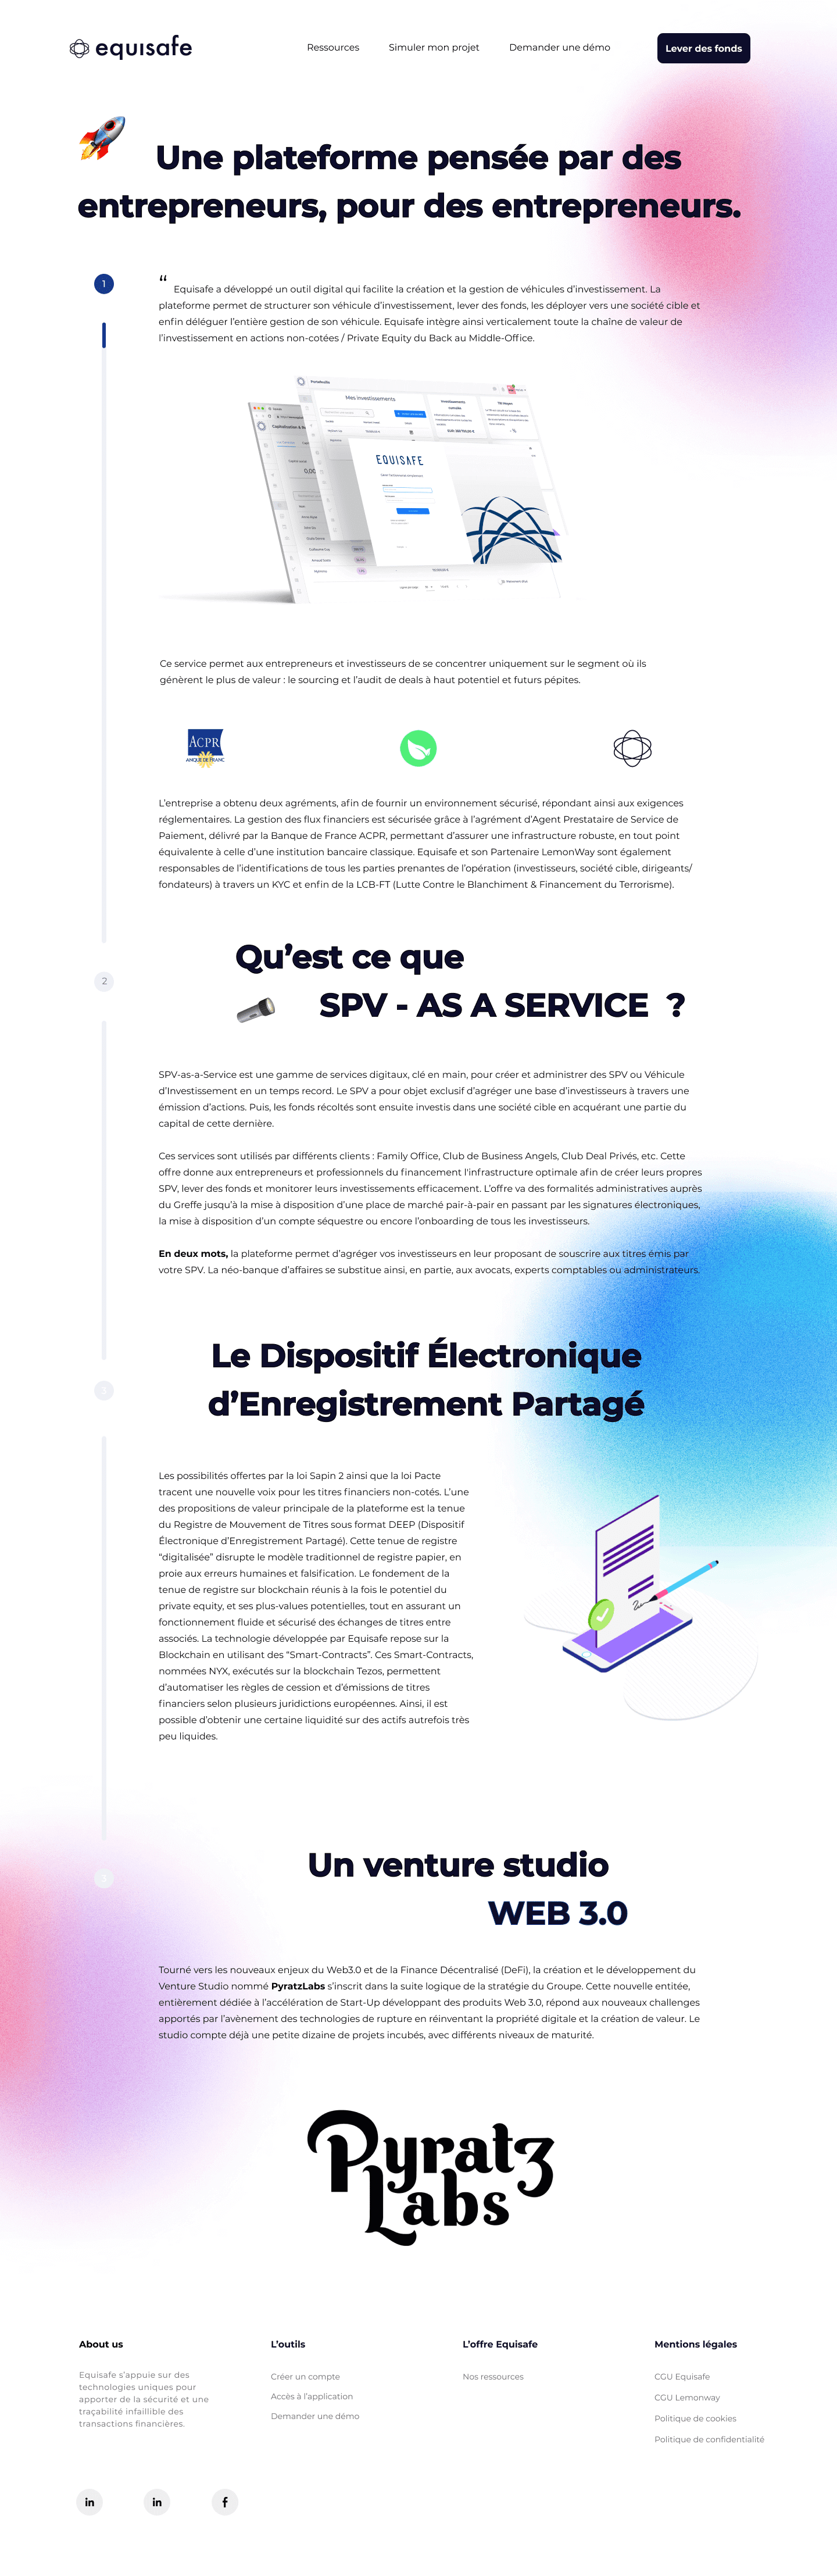 equisafe
Ressources
Simuler mon projet
Demander une démo
Lever des fonds
Une plateforme pensée par des
entrepreneurs, pour des entrepreneurs.
1
“ Equisafe a développé un outil digital qui facilite la création et la gestion de véhicules d’investissement. La
plateforme permet de structurer son véhicule d’investissement, lever des fonds, les déployer vers une société cible et
enfin déléguer l’entière gestion de son véhicule. Equisafe intègre ainsi verticalement toute la chaîne de valeur de
l’investissement en actions non-cotées / Private Equity du Back au Middle-Office.
Mes investissements
EQUISAFE
Ce service permet aux entrepreneurs et investisseurs de se concentrer uniquement sur le segment où ils
génèrent le plus de valeur : le sourcing et l’audit de deals à haut potentiel et futurs pépites.
ACPR
L’entreprise a obtenu deux agréments, afin de fournir un environnement sécurisé, répondant ainsi aux exigences
réglementaires. La gestion des flux financiers est sécurisée grâce à l’agrément d’Agent Prestataire de Service de
Paiement, délivré par la Banque de France ACPR, permettant d’assurer une infrastructure robuste, en tout point
équivalente à celle d’une institution bancaire classique. Equisafe et son Partenaire LemonWay sont également
responsables de l’identifications de tous les parties prenantes de l’opération (investisseurs, société cible, dirigeants/
fondateurs) à travers un KYC et enfin de la LCB-FT (Lutte Contre le Blanchiment & Financement du Terrorisme).
2
Qu’est ce que
SPV - AS A SERVICE ?
SPV-as-a-Service est une gamme de services digitaux, clé en main, pour créer et administrer des SPV ou Véhicule
d’Investissement en un temps record. Le SPV a pour objet exclusif d’agréger une base d’investisseurs à travers une
émission d’actions. Puis, les fonds récoltés sont ensuite investis dans une société cible en acquérant une partie du
capital de cette dernière.
Ces services sont utilisés par différents clients : Family Office, Club de Business Angels, Club Deal Privés, etc. Cette
offre donne aux entrepreneurs et professionnels du financement l'infrastructure optimale afin de créer leurs propres
SPV, lever des fonds et monitorer leurs investissements efficacement. L’offre va des formalités administratives auprès
du Greffe jusqu’à la mise à disposition d’une place de marché pair-à-pair en passant par les signatures électroniques,
la mise à disposition d’un compte séquestre ou encore l’onboarding de tous les investisseurs.
En deux mots, la plateforme permet d’agréger vos investisseurs en leur proposant de souscrire aux titres émis par
votre SPV. La néo-banque d’affaires se substitue ainsi, en partie, aux avocats, experts comptables ou administrateurs.
3
Le Dispositif Électronique
d’Enregistrement Partagé
Les possibilités offertes par la loi Sapin 2 ainsi que la loi Pacte
tracent une nouvelle voix pour les titres financiers non-cotés. L’une
des propositions de valeur principale de la plateforme est la tenue
du Registre de Mouvement de Titres sous format DEEP (Dispositif
Électronique d’Enregistrement Partagé). Cette tenue de registre
“digitalisée” disrupte le modèle traditionnel de registre papier, en
proie aux erreurs humaines et falsification. Le fondement de la
tenue de registre sur blockchain réunis à la fois le potentiel du
private equity, et ses plus-values potentielles, tout en assurant un
fonctionnement fluide et sécurisé des échanges de titres entre
associés. La technologie développée par Equisafe repose sur la
Blockchain en utilisant des “Smart-Contracts”. Ces Smart-Contracts,
nommées NYX, exécutés sur la blockchain Tezos, permettent
d’automatiser les règles de cession et d’émissions de titres
financiers selon plusieurs juridictions européennes. Ainsi, il est
possible d’obtenir une certaine liquidité sur des actifs autrefois très
peu liquides.
3
Un venture studio
WEB 3.0
Tourné vers les nouveaux enjeux du Web3.0 et de la Finance Décentralisé (DeFi), la création et le développement du
Venture Studio nommé PyratzLabs s’inscrit dans la suite logique de la stratégie du Groupe. Cette nouvelle entitée,
entièrement dédiée à l’accélération de Start-Up développant des produits Web 3.0, répond aux nouveaux challenges
apportés par l’avènement des technologies de rupture en réinventant la propriété digitale et la création de valeur. Le
studio compte déjà une petite dizaine de projets incubés, avec différents niveaux de maturité.
Pyratz
Labs
About us
Equisafe s’appuie sur des
technologies uniques pour
apporter de la sécurité et une
traçabilité infaillible des
transactions financières.
L’outils
Créer un compte
Accès à l’application
Demander une démo
L’offre Equisafe
Nos ressources
Mentions légales
CGU Equisafe
CGU Lemonway
Politique de cookies
Politique de confidentialité
in
in
f